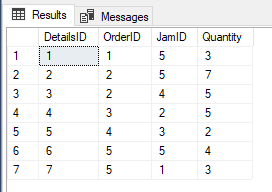 Results Messages
DetailsID OrderID JamID Quantity
1 1 1 5 3
2 2 2 5 7
3 3 2 4 5
4 4 3 2 5
5 5 4 3 2
6 6 5 5 4
7 7 5 1 3